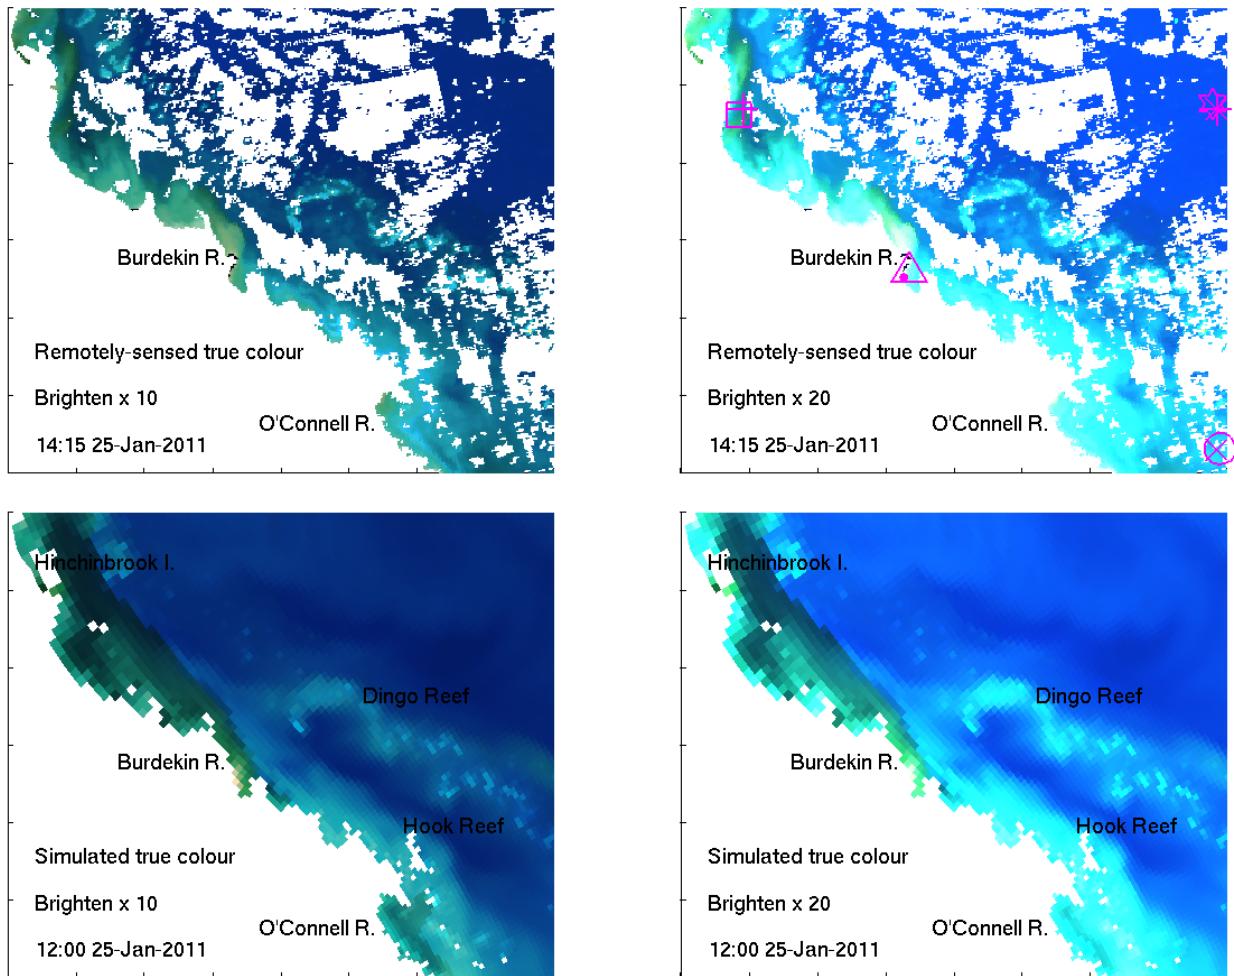 Burdekin R.
Remotely-sensed true colour
Brighten x 10
O'Connell R.
14:15 25-Jan-2011
Burdekin R.
Remotely-sensed true colour
Brighten x 20
O'Connell R.
14:15 25-Jan-2011
Hinchinbrook I.
Dingo Reef
Burdekin R.
Hook Reef
Simulated true colour
Brighten x 10
O'Connell R.
12:00 25-Jan-2011
Hinchinbrook I.
Dingo Reef
Burdekin R.
Hook Reef
Simulated true colour
Brighten x 20
O'Connell R.
12:00 25-Jan-2011